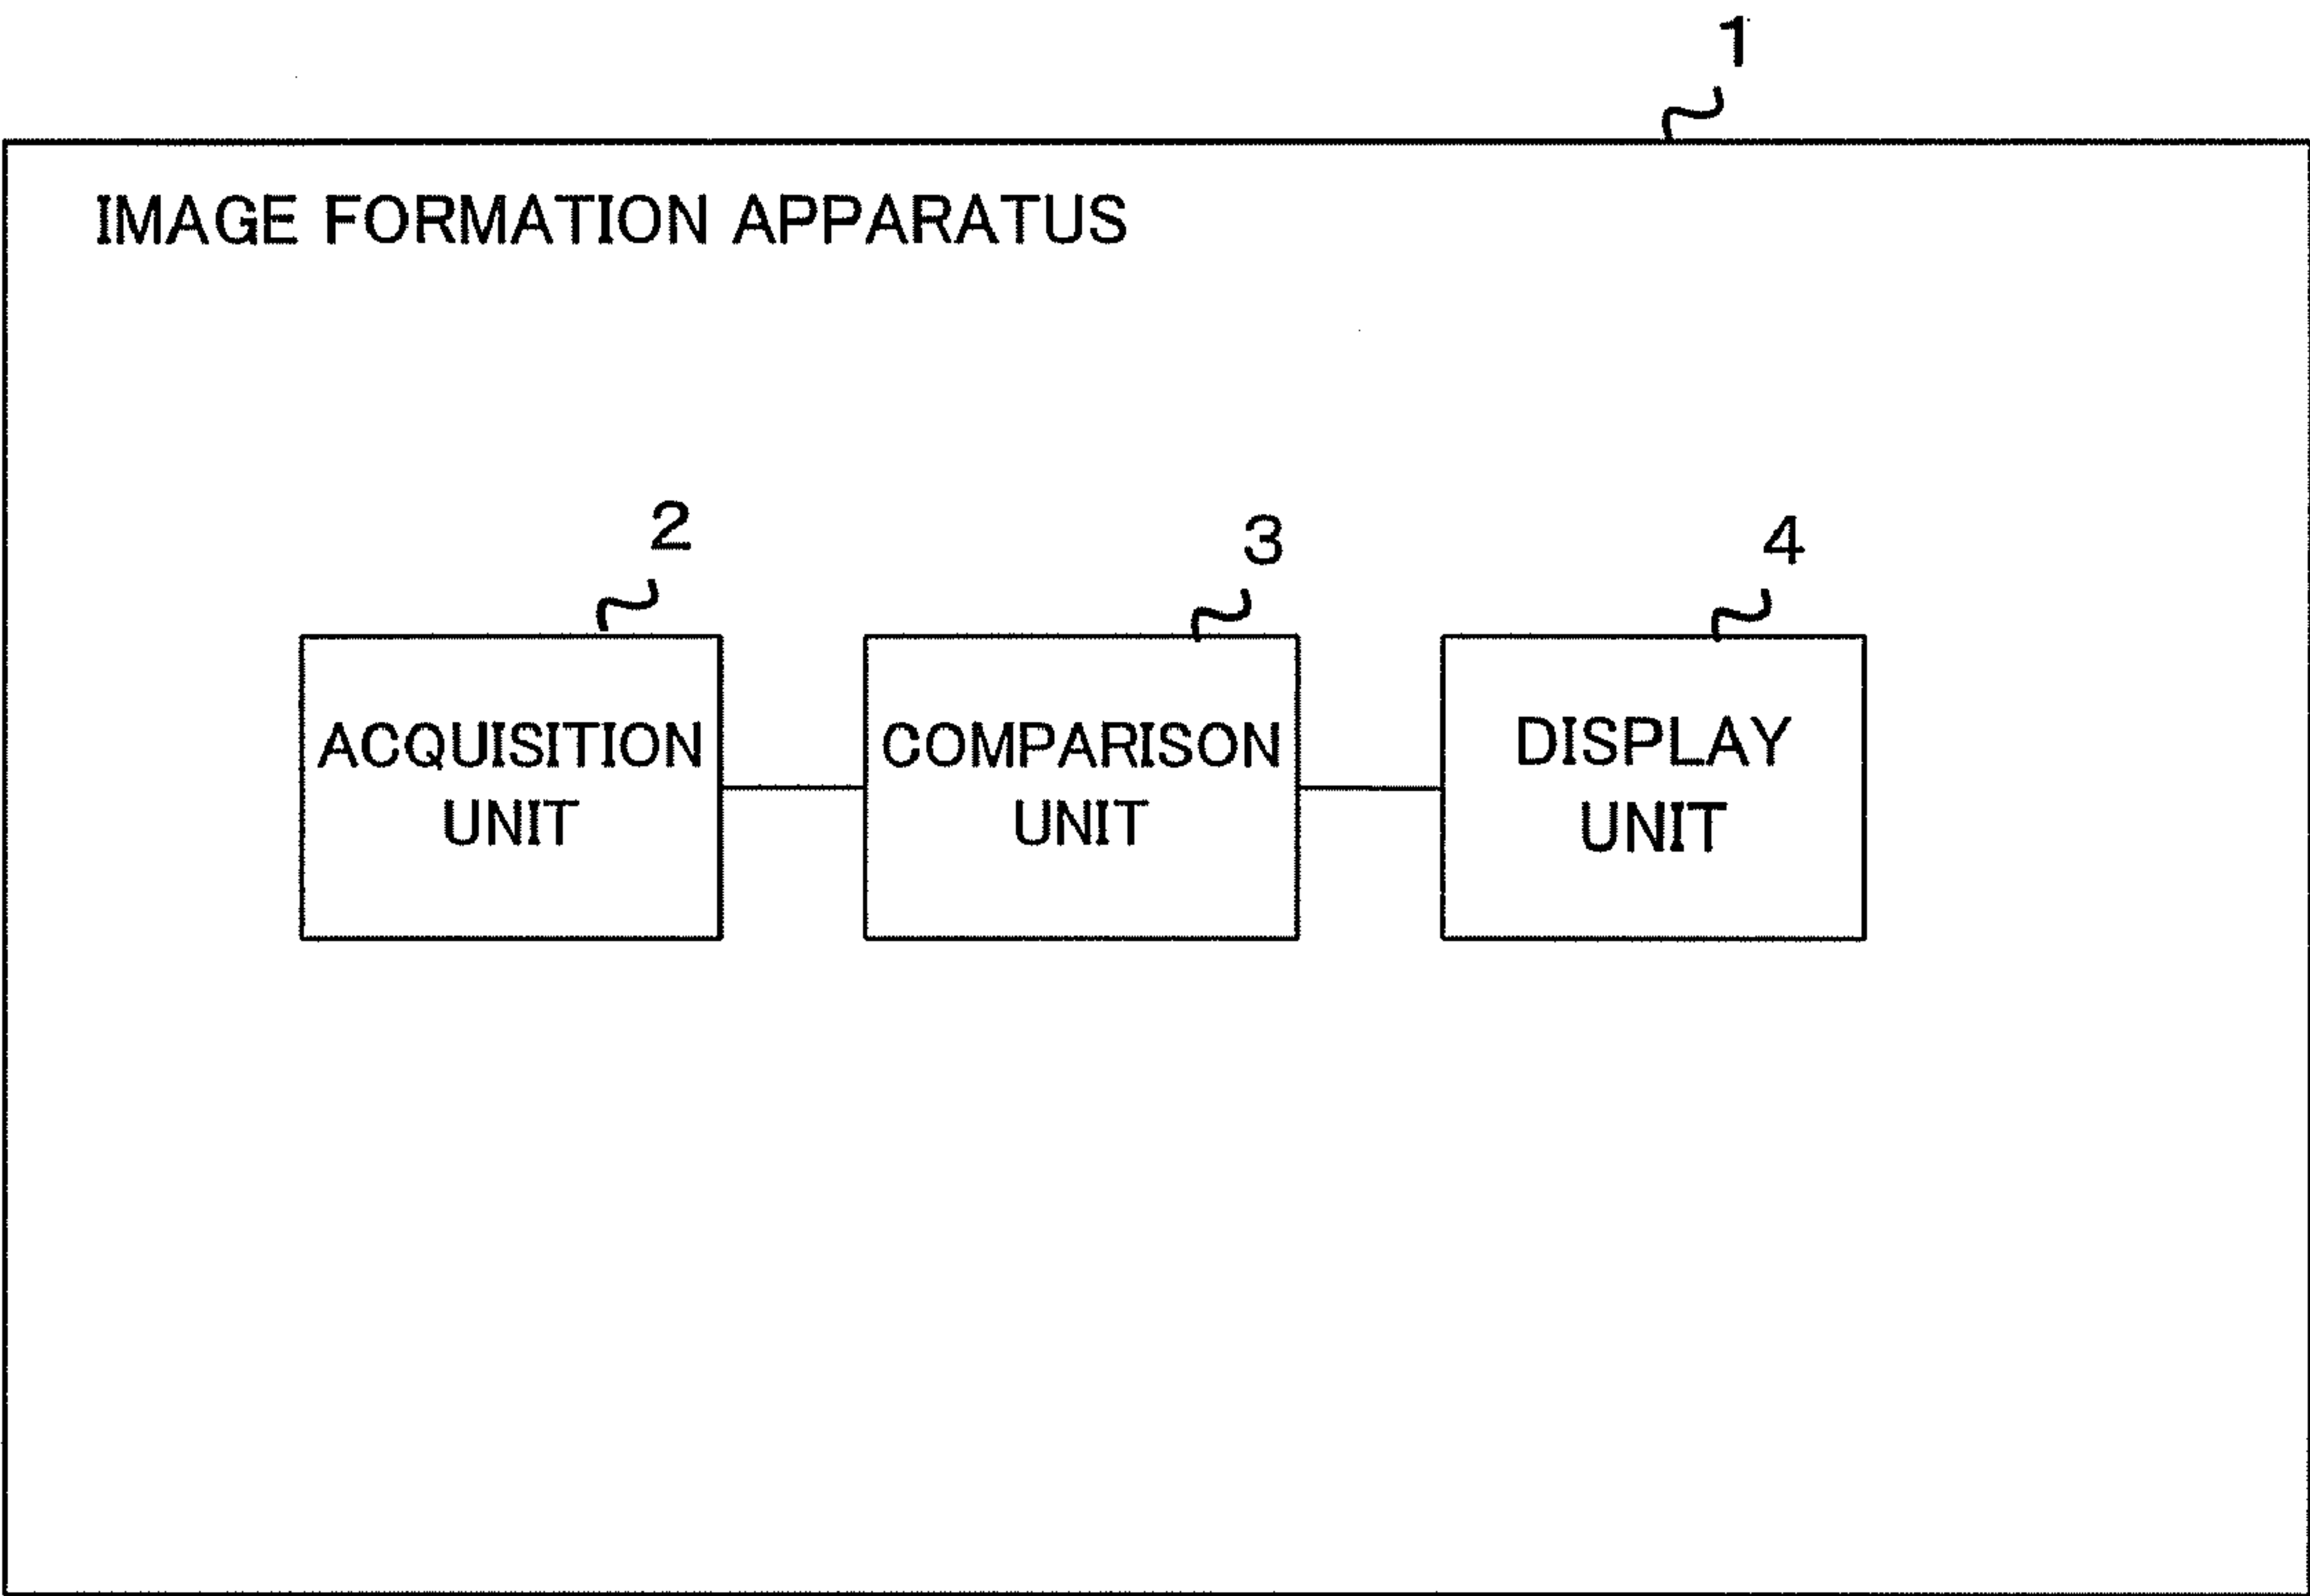 1
IMAGE FORMATION APPARATUS
2
3
4
ACQUISITION
UNIT
COMPARISON
UNIT
DISPLAY
UNIT